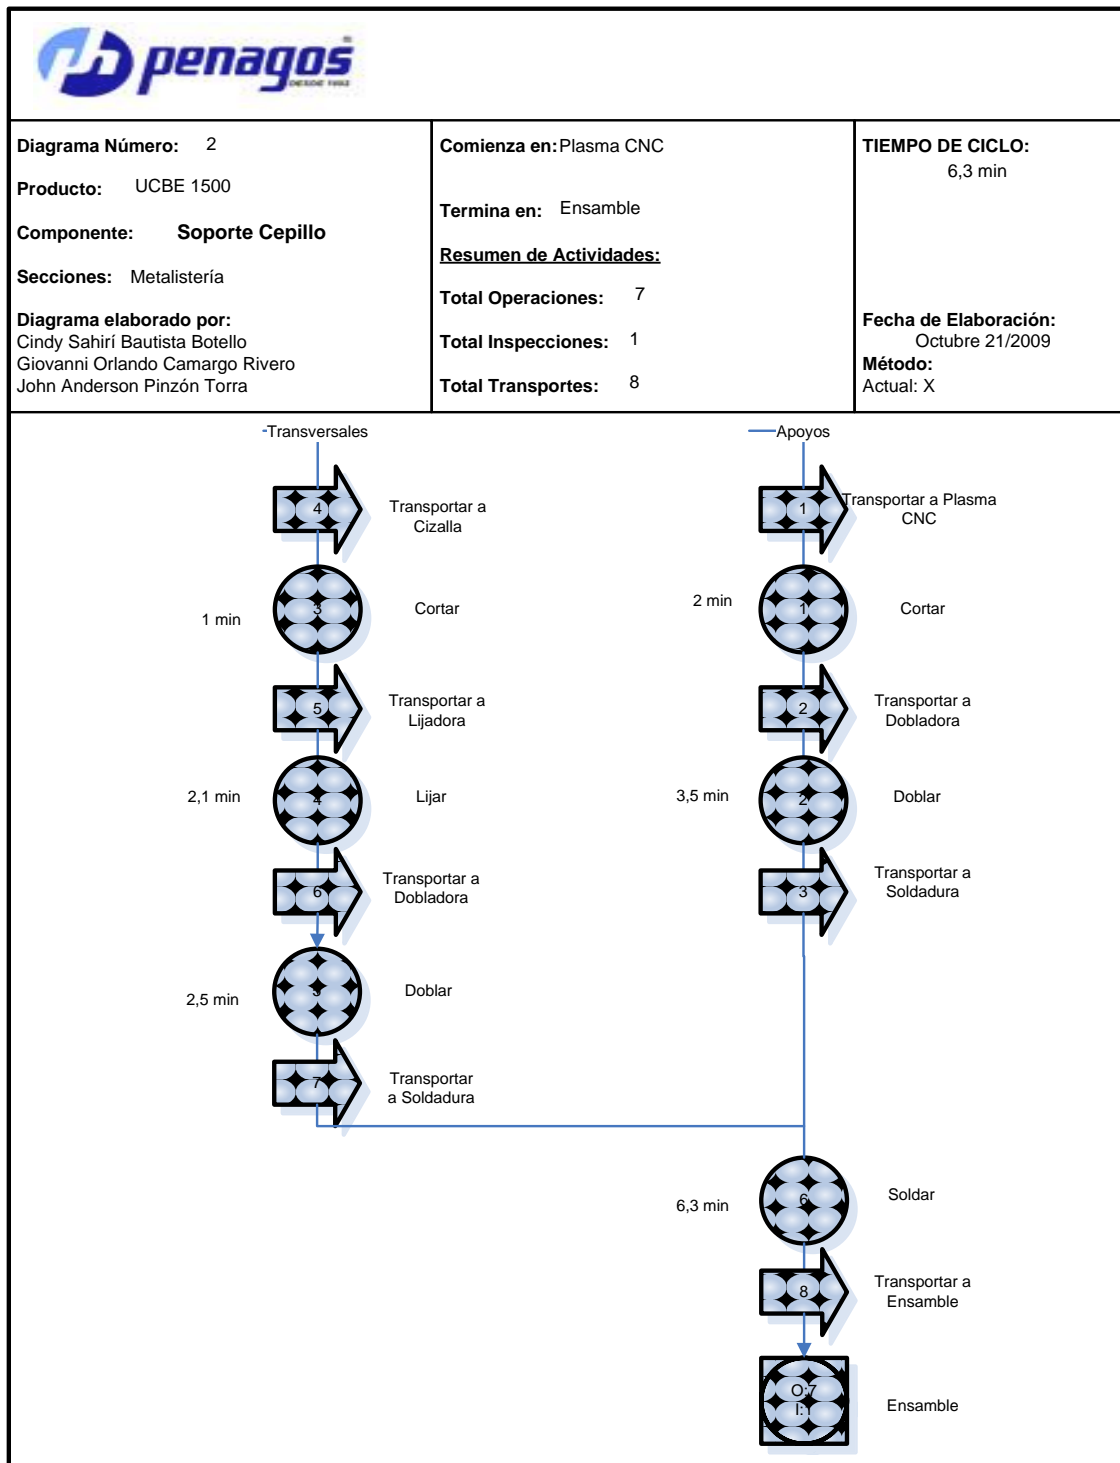 penagos
DESDE 1892
Diagrama Número: 2
Producto: UCBE 1500
Componente: Soporte Cepillo
Secciones: Metalistería
Diagrama elaborado por:
Cindy Sahirí Bautista Botello
Giovanni Orlando Camargo Rivero
John Anderson Pinzón Torra
Comienza en: Plasma CNC
Termina en: Ensamble
Resumen de Actividades:
Total Operaciones: 7
Total Inspecciones: 1
Total Transportes: 8
TIEMPO DE CICLO:
6,3 min
Fecha de Elaboración:
Octubre 21/2009
Método:
Actual: X
Transversales
4
Transportar a
Cizalla
1 min
3
Cortar
5
Transportar a
Lijadora
2,1 min
4
Lijar
6
Transportar a
Dobladora
2,5 min
5
Doblar
7
Transportar
a Soldadura
Apoyos
1
Transportar a Plasma
CNC
2 min
1
Cortar
2
Transportar a
Dobladora
3,5 min
2
Doblar
3
Transportar a
Soldadura
6,3 min
6
Soldar
8
Transportar a
Ensamble
O:7
I:1
Ensamble